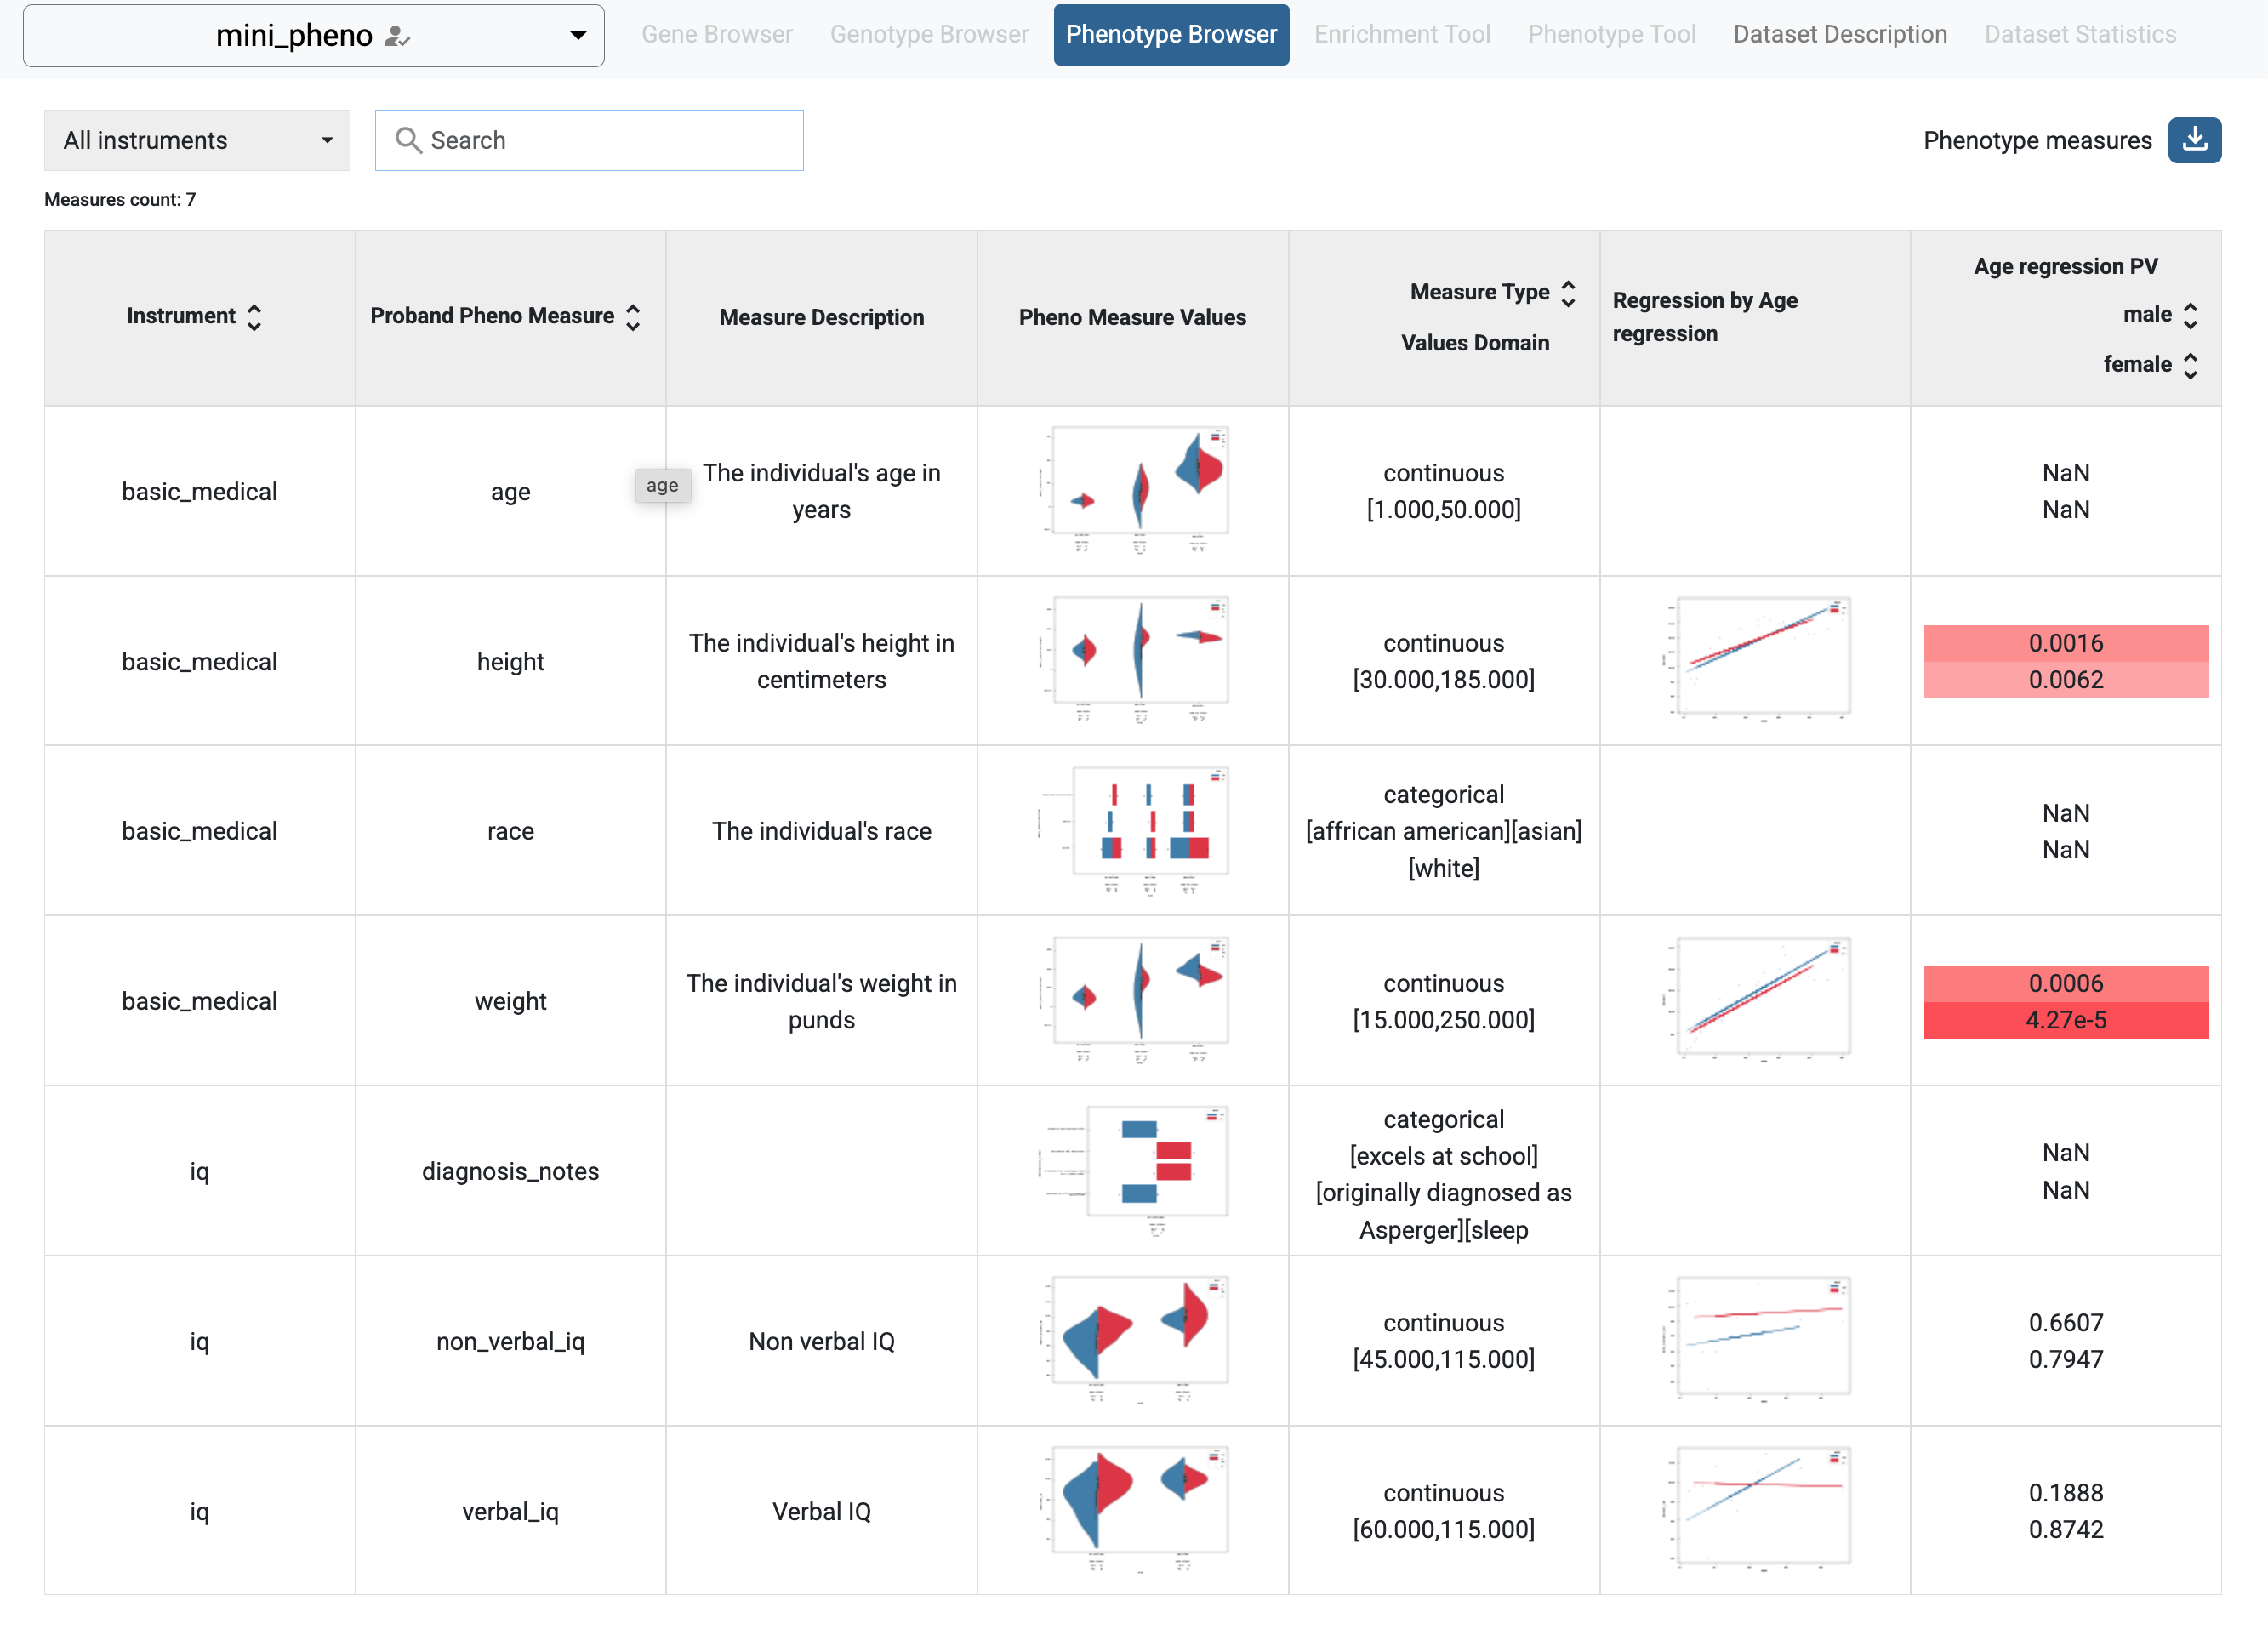 mini_pheno
Gene Browser
Genotype Browser
Phenotype Browser
Enrichment Tool
Phenotype Tool
Dataset Description
Dataset Statistics
All instruments
Search
Phenotype measures
Measures count: 7
Instrument
Proband Pheno Measure
Measure Description
Pheno Measure Values
Measure Type
Values Domain
Regression by Age
regression
Age regression PV
male
female
basic_medical
age
age
The individual's age in
years
continuous
[1.000,50.000]
NaN
NaN
basic_medical
height
The individual's height in
centimeters
continuous
[30.000,185.000]
0.0016
0.0062
basic_medical
race
The individual's race
categorical
[affrican american][asian]
[white]
NaN
NaN
basic_medical
weight
The individual's weight in
punds
continuous
[15.000,250.000]
0.0006
4.27e-5
iq
diagnosis_notes
categorical
[excels at school]
[originally diagnosed as
Asperger][sleep
NaN
NaN
iq
non_verbal_iq
Non verbal IQ
continuous
[45.000,115.000]
0.6607
0.7947
iq
verbal_iq
Verbal IQ
continuous
[60.000,115.000]
0.1888
0.8742